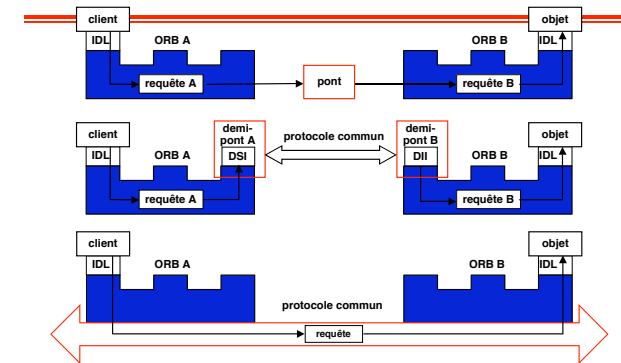 client
objet
IDL
ORB A
ORB B
IDL
requête A
pont
requête B
client
demi-
pont A
protocole commun
demi-
pont B
objet
IDL
ORB A
DSI
DII
ORB B
IDL
requête A
requête B
client
objet
IDL
ORB A
ORB B
IDL
protocole commun
requête